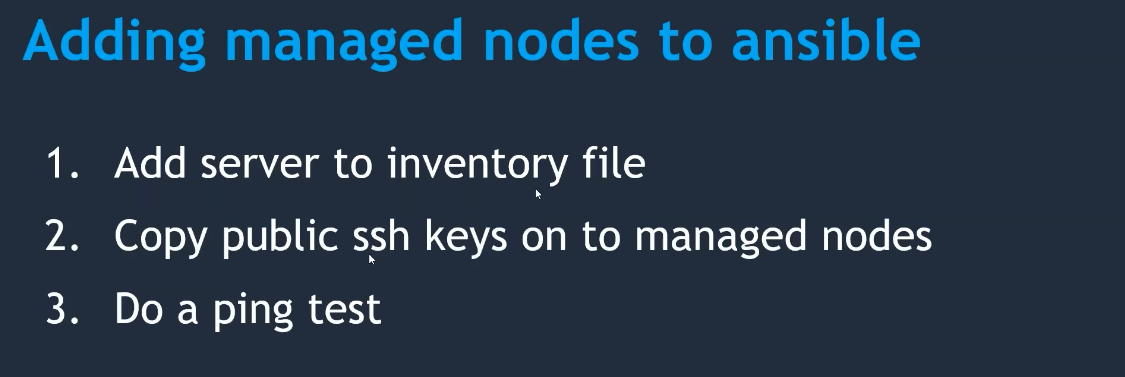 Adding managed nodes to ansible
1. Add server to inventory file
2. Copy public ssh keys on to managed nodes
3. Do a ping test